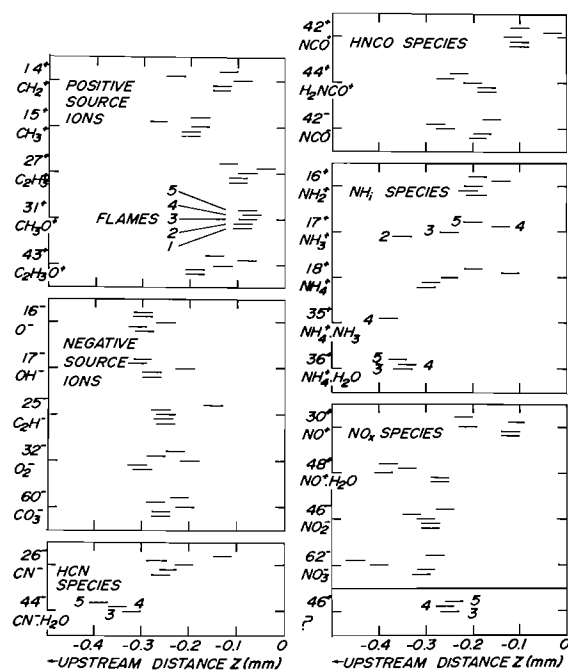 14⁺
CH₂⁺
POSITIVE
SOURCE
IONS
15⁺
CH₃⁺
27⁺
C₂H₃⁺
31⁺
CH₃O⁺
FLAMES
5
4
3
2
1
43⁺
C₂H₃O⁺
16⁻
O⁻
NEGATIVE
SOURCE
IONS
17⁻
OH⁻
25⁻
C₂H⁻
32⁻
O₂⁻
60⁻
CO₃⁻
26⁻
CN⁻
HCN
SPECIES
44⁻
CN⁻.H₂O
5
4
3
-0.4 -0.3 -0.2 -0.1 0
←UPSTREAM DISTANCE Z (mm)
42⁺
NCO⁺
HNCO SPECIES
44⁺
H₂NCO⁺
42⁻
NCO⁻
16⁺
NH₂⁺
NHᵢ SPECIES
17⁺
NH₃⁺
2
3
5
4
18⁺
NH₄⁺
35⁺
NH₄⁺.NH₃
4
36⁺
NH₄⁺.H₂O
5
3
4
30⁺
NO⁺
NOₓ SPECIES
48⁺
NO⁺.H₂O
46⁻
NO₂⁻
62⁻
NO₃⁻
46⁺
?
4
5
3
-0.4 -0.3 -0.2 -0.1 0
←UPSTREAM DISTANCE Z (mm)